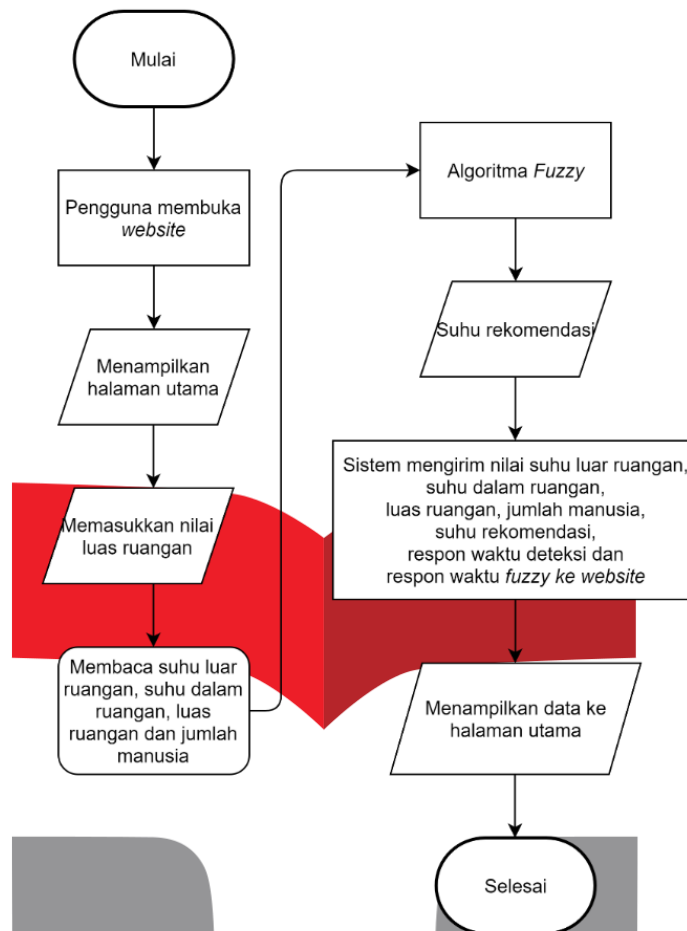 Mulai
Pengguna membuka
website
Menampilkan
halaman utama
Memasukkan nilai
luas ruangan
Membaca suhu luar
ruangan, suhu dalam
ruangan, luas
ruangan dan jumlah
manusia
Algoritma Fuzzy
Suhu rekomendasi
Sistem mengirim nilai suhu luar ruangan,
suhu dalam ruangan,
luas ruangan, jumlah manusia,
suhu rekomendasi,
respon waktu deteksi dan
respon waktu fuzzy ke website
Menampilkan data ke
halaman utama
Selesai